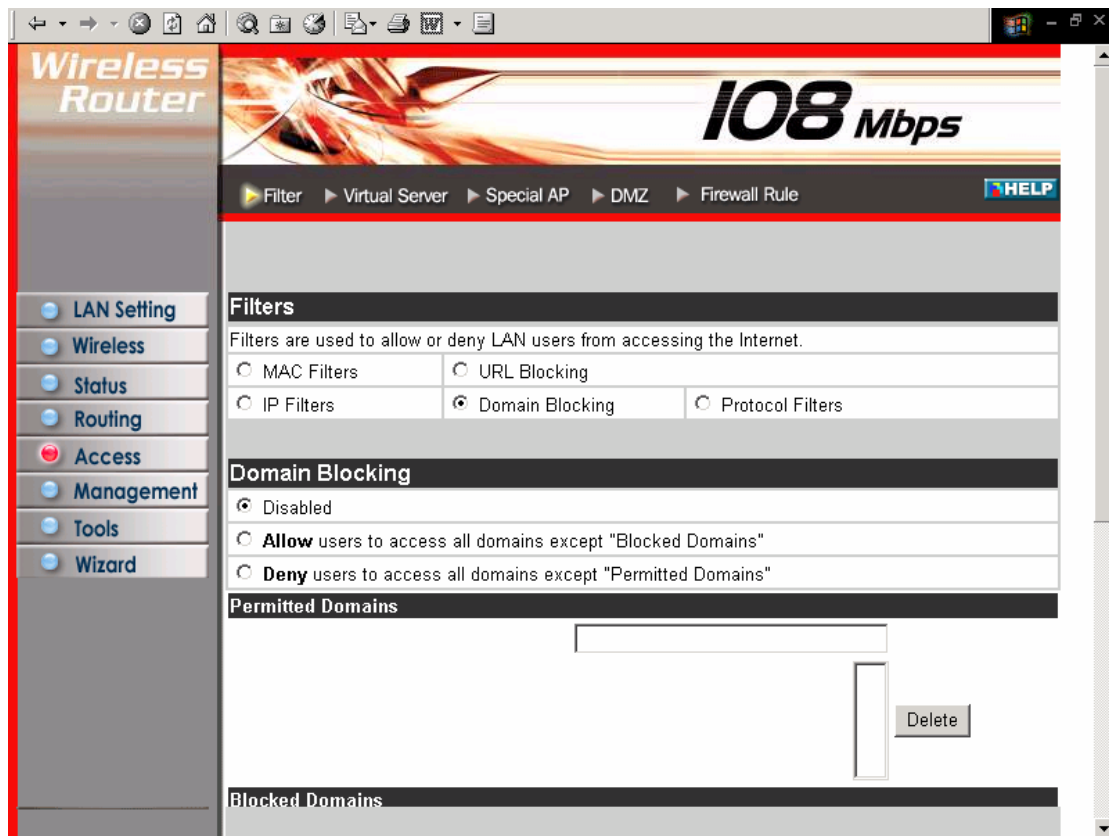 Wireless
Router
108 Mbps
Filter Virtual Server Special AP DMZ Firewall Rule HELP
LAN Setting
Wireless
Status
Routing
Access
Management
Tools
Wizard
Filters
Filters are used to allow or deny LAN users from accessing the Internet.
MAC Filters URL Blocking
IP Filters Domain Blocking Protocol Filters
Domain Blocking
Disabled
Allow users to access all domains except "Blocked Domains"
Deny users to access all domains except "Permitted Domains"
Permitted Domains
Delete
Blocked Domains